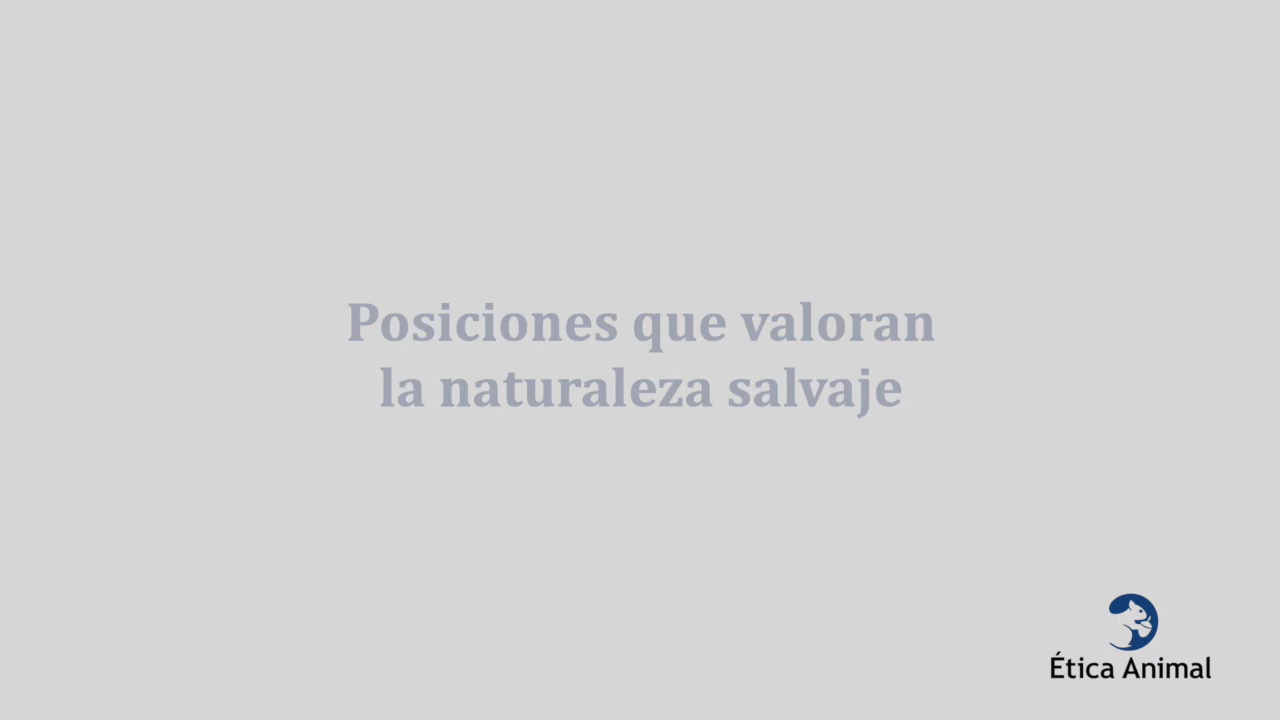 Posiciones que valoran
la naturaleza salvaje
Ética Animal